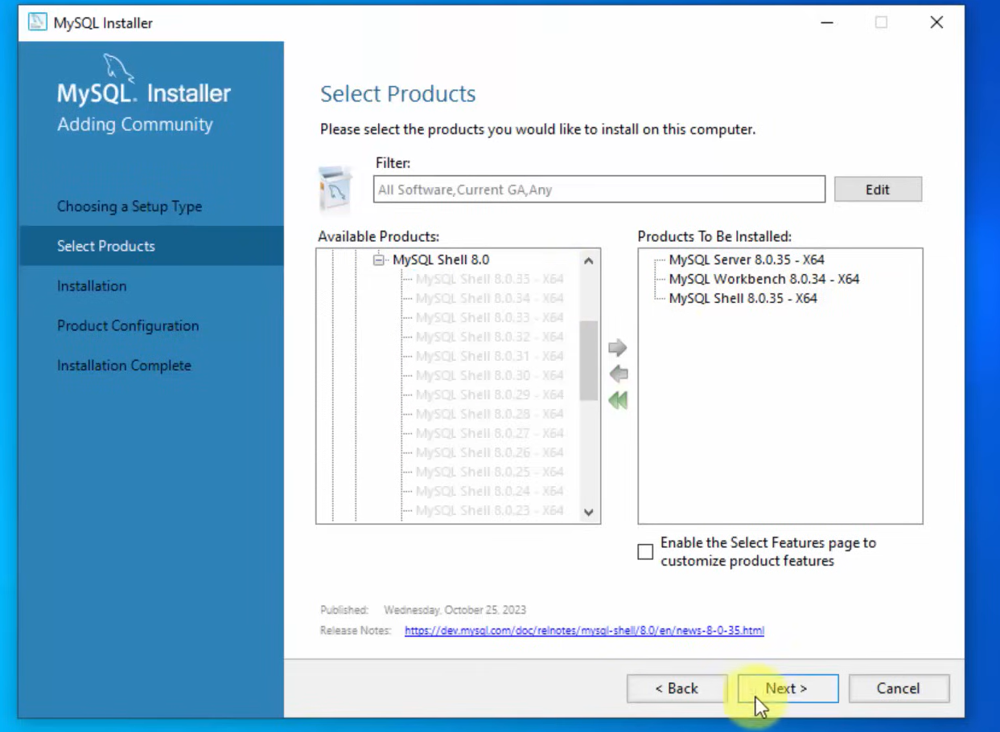 MySQL Installer
MySQL. Installer
Adding Community
Choosing a Setup Type
Select Products
Installation
Product Configuration
Installation Complete
Select Products
Please select the products you would like to install on this computer.
Filter:
All Software,Current GA,Any
Edit
Available Products:
MySQL Shell 8.0
MySQL Shell 8.0.35 - X64
MySQL Shell 8.0.34 - X64
MySQL Shell 8.0.33 - X64
MySQL Shell 8.0.32 - X64
MySQL Shell 8.0.31 - X64
MySQL Shell 8.0.30 - X64
MySQL Shell 8.0.29 - X64
MySQL Shell 8.0.28 - X64
MySQL Shell 8.0.27 - X64
MySQL Shell 8.0.26 - X64
MySQL Shell 8.0.25 - X64
MySQL Shell 8.0.24 - X64
MySQL Shell 8.0.23 - X64
Products To Be Installed:
MySQL Server 8.0.35 - X64
MySQL Workbench 8.0.34 - X64
MySQL Shell 8.0.35 - X64
Enable the Select Features page to
customize product features
Published: Wednesday, October 25, 2023
Release Notes: https://dev.mysql.com/doc/relnotes/mysql-shell/8.0/en/news-8-0-35.html
< Back
Next >
Cancel